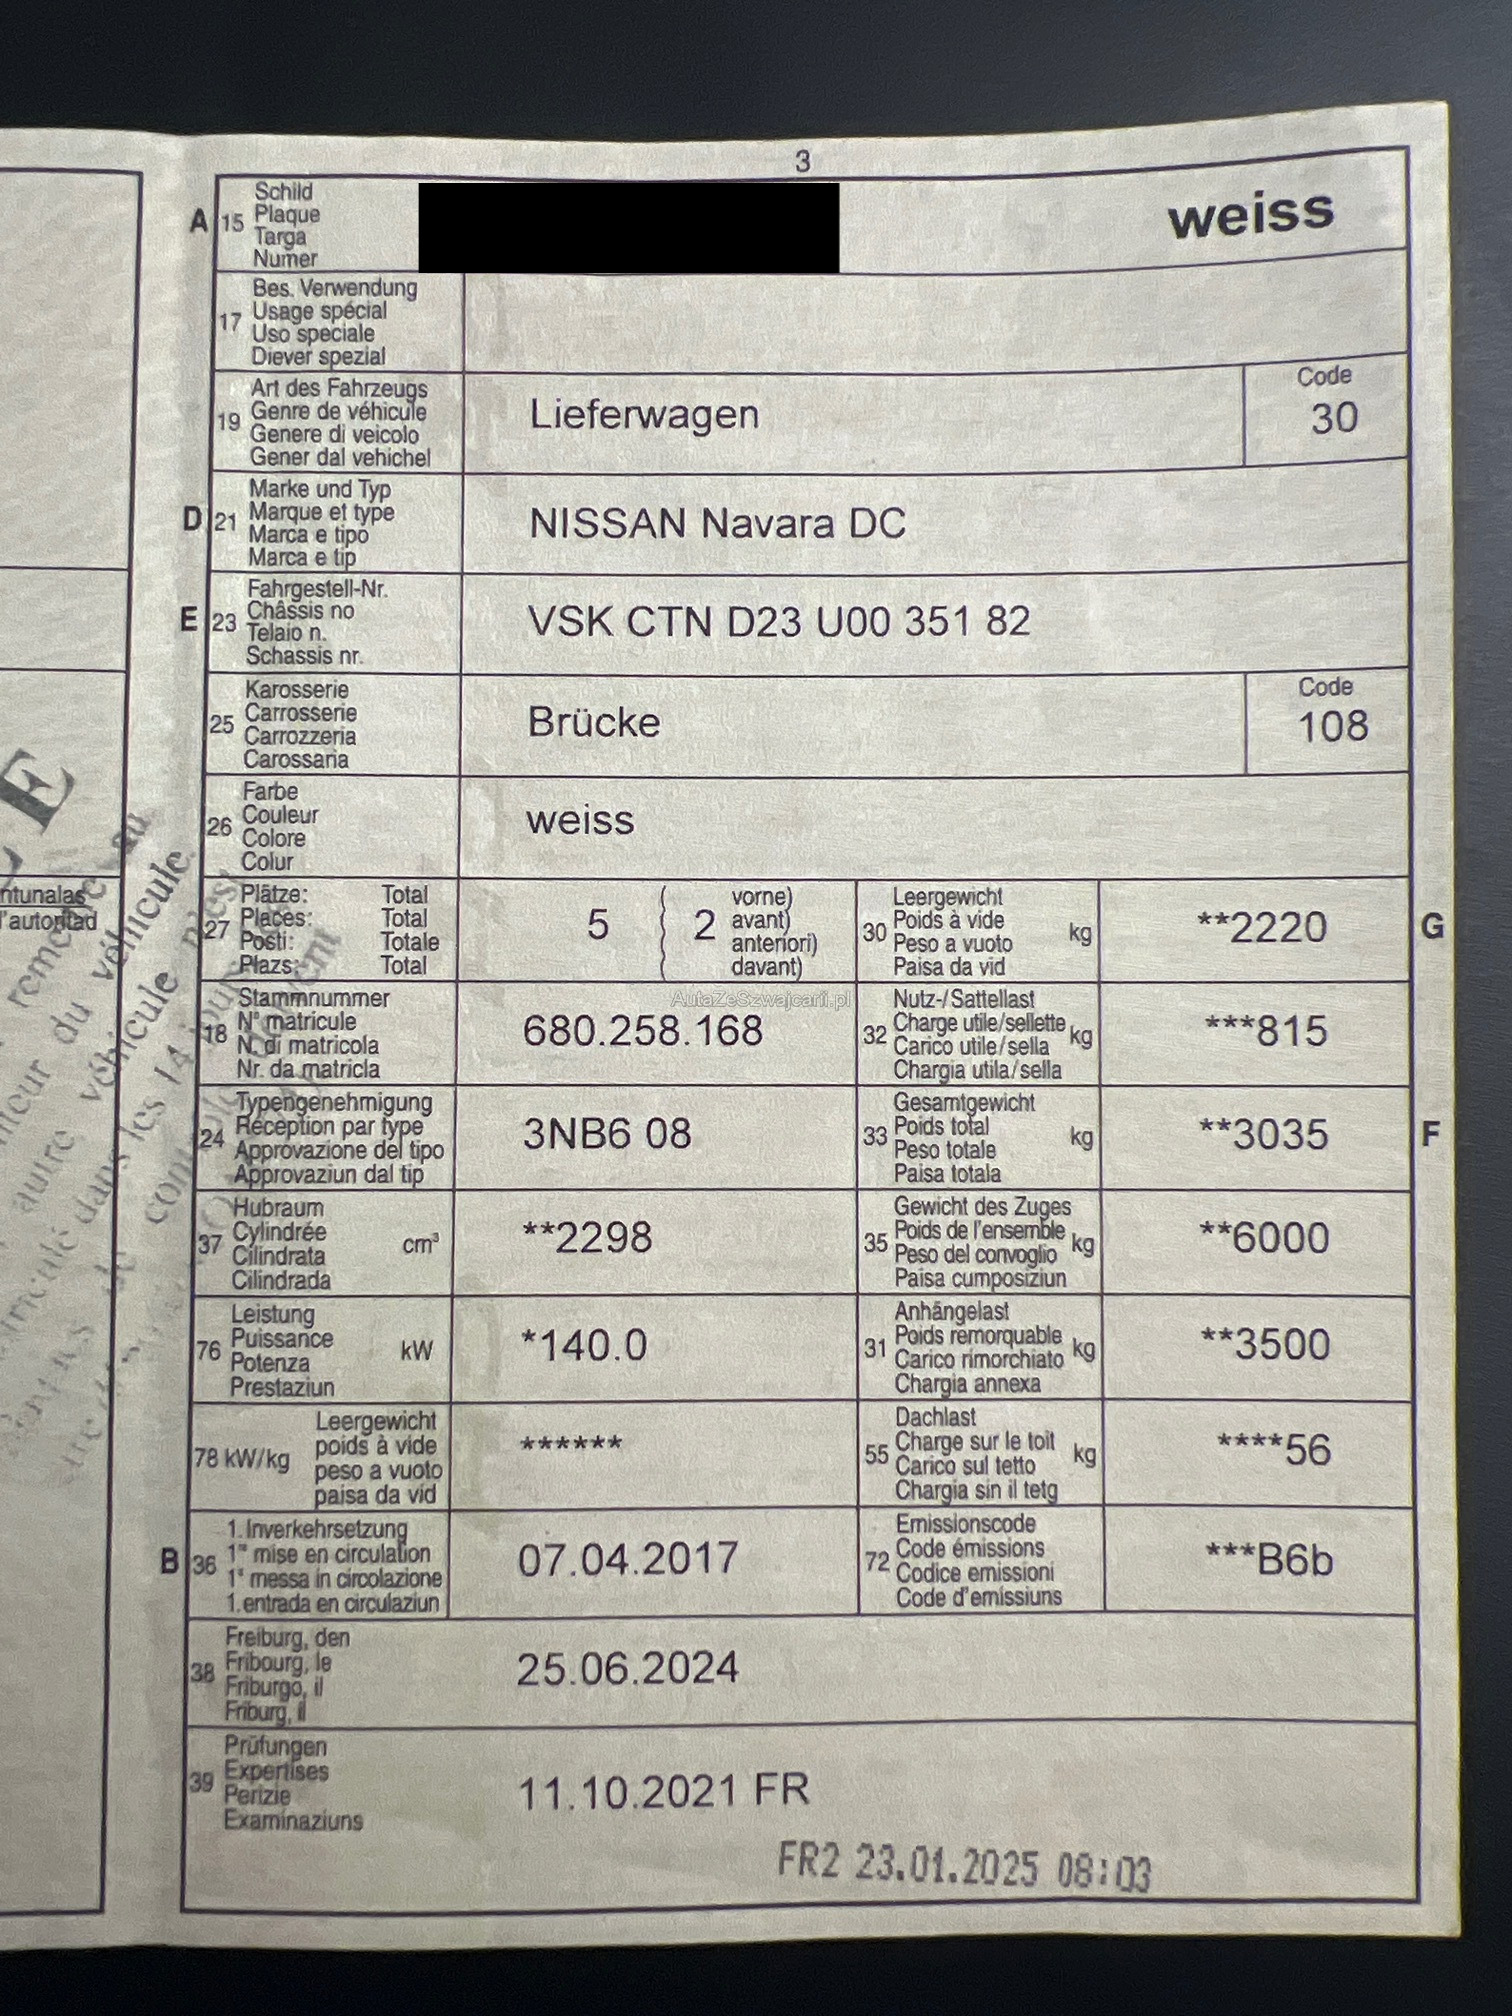 3
A 15 Schild
Plaque
Targa
Numer
weiss
17 Bes. Verwendung
Usage spécial
Uso speciale
Diever spezial
19 Art des Fahrzeugs
Genre de véhicule
Genere di veicolo
Gener dal vehichel
Lieferwagen
Code
30
D 21 Marke und Typ
Marque et type
Marca e tipo
Marca e tip
NISSAN Navara DC
E 23 Fahrgestell-Nr.
Châssis no
Telaio n.
Schassis nr.
VSK CTN D23 U00 351 82
25 Karosserie
Carrosserie
Carrozzeria
Carossaria
Brücke
Code
108
26 Farbe
Couleur
Colore
Colur
weiss
27 Plätze: Total
Places: Total
Posti: Totale
Plazs: Total
5 ( 2 vorne)
avant)
anteriori)
davant)
30 Leergewicht
Poids à vide
Peso a vuoto kg
Paisa da vid
**2220 G
18 Stammnummer
N° matricule
N. di matricola
Nr. da matricla
AutaZeSzwajcarii.pl
680.258.168
32 Nutz-/Sattellast
Charge utile/sellette
Carico utile/sella kg
Chargia utila/sella
***815
24 Typengenehmigung
Réception par type
Approvazione del tipo
Approvaziun dal tip
3NB6 08
33 Gesamtgewicht
Poids total
Peso totale kg
Paisa totala
**3035 F
37 Hubraum
Cylindrée
Cilindrata cm³
Cilindrada
**2298
35 Gewicht des Zuges
Poids de l'ensemble
Peso del convoglio kg
Paisa cumposiziun
**6000
76 Leistung
Puissance
Potenza kW
Prestaziun
*140.0
31 Anhängelast
Poids remorquable
Carico rimorchiato kg
Chargia annexa
**3500
78 kW/kg Leergewicht
poids à vide
peso a vuoto
paisa da vid
******
55 Dachlast
Charge sur le toit
Carico sul tetto kg
Chargia sin il tetg
****56
B 36 1. Inverkehrsetzung
1re mise en circulation
1a messa in circolazione
1. entrada en circulaziun
07.04.2017
72 Emissionscode
Code émissions
Codice emissioni
Code d'emissiuns
***B6b
38 Freiburg, den
Fribourg, le
Friburgo, il
Friburg, il
25.06.2024
39 Prüfungen
Expertises
Perizie
Examinaziuns
11.10.2021 FR
FR2 23.01.2025 08:03
E
au
du véhicule
autre véhicule
dans les 14 jours
ntunalas
l'autoritad